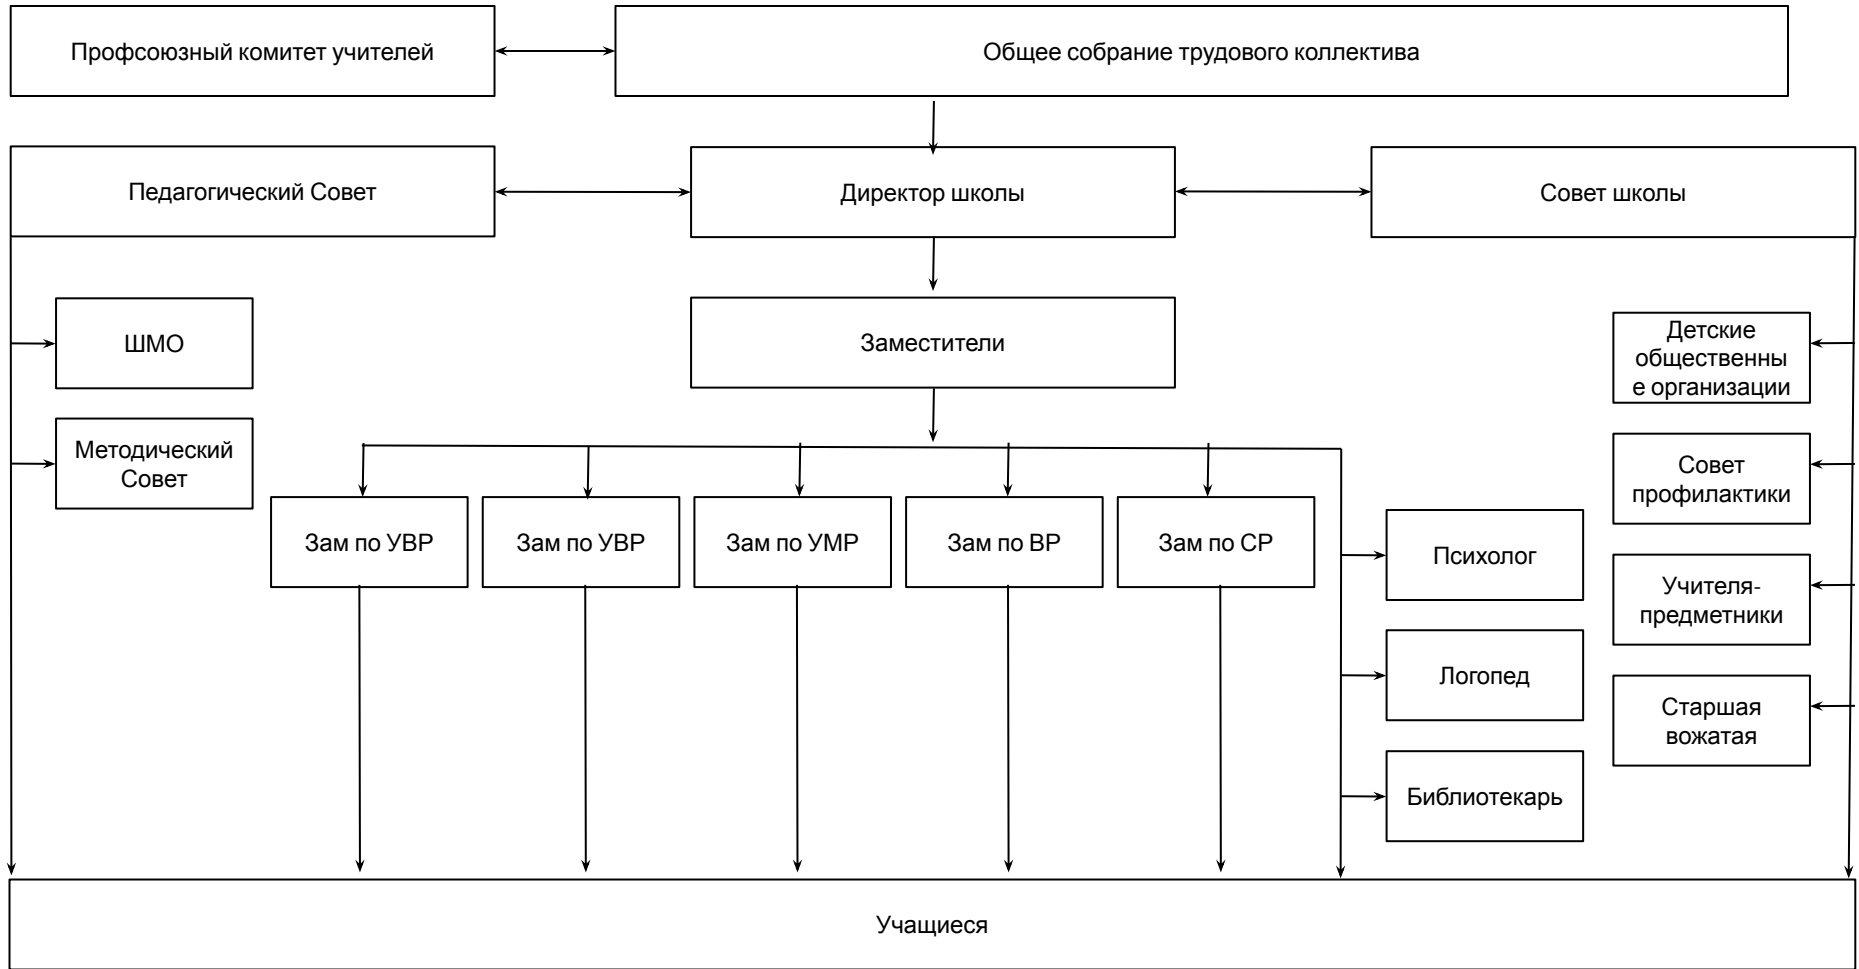 Профсоюзный комитет учителей
Общее собрание трудового коллектива
Педагогический Совет
Директор школы
Совет школы
ШМО
Заместители
Детские
общественны
е организации
Методический
Совет
Совет
профилактики
Зам по УВР
Зам по УВР
Зам по УМР
Зам по ВР
Зам по СР
Психолог
Учителя-
предметники
Логопед
Старшая
вожатая
Библиотекарь
Учащиеся